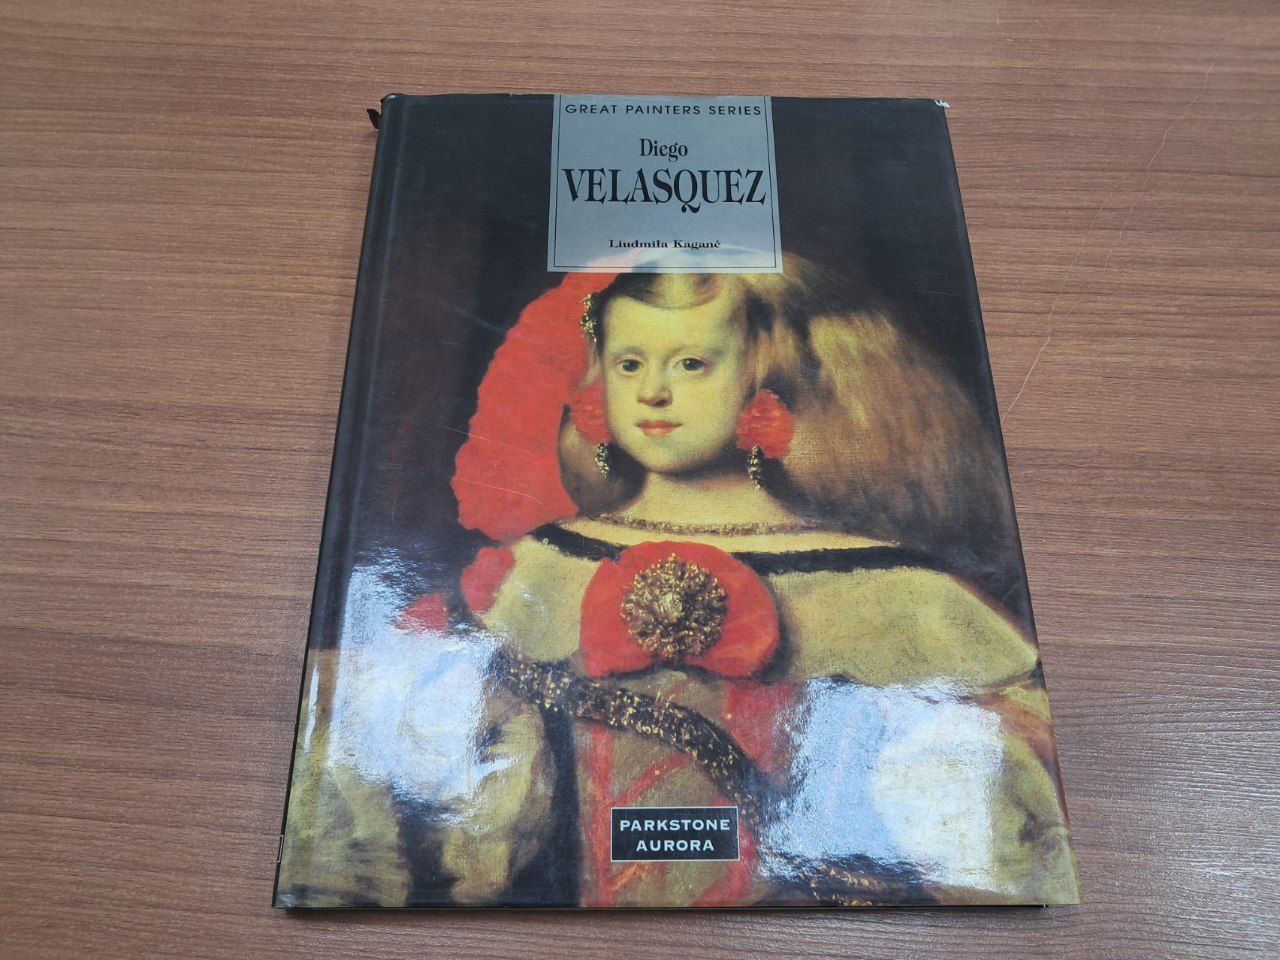 GREAT PAINTERS SERIES
Diego
VELASQUEZ
Liudmila Kagané
PARKSTONE
AURORA